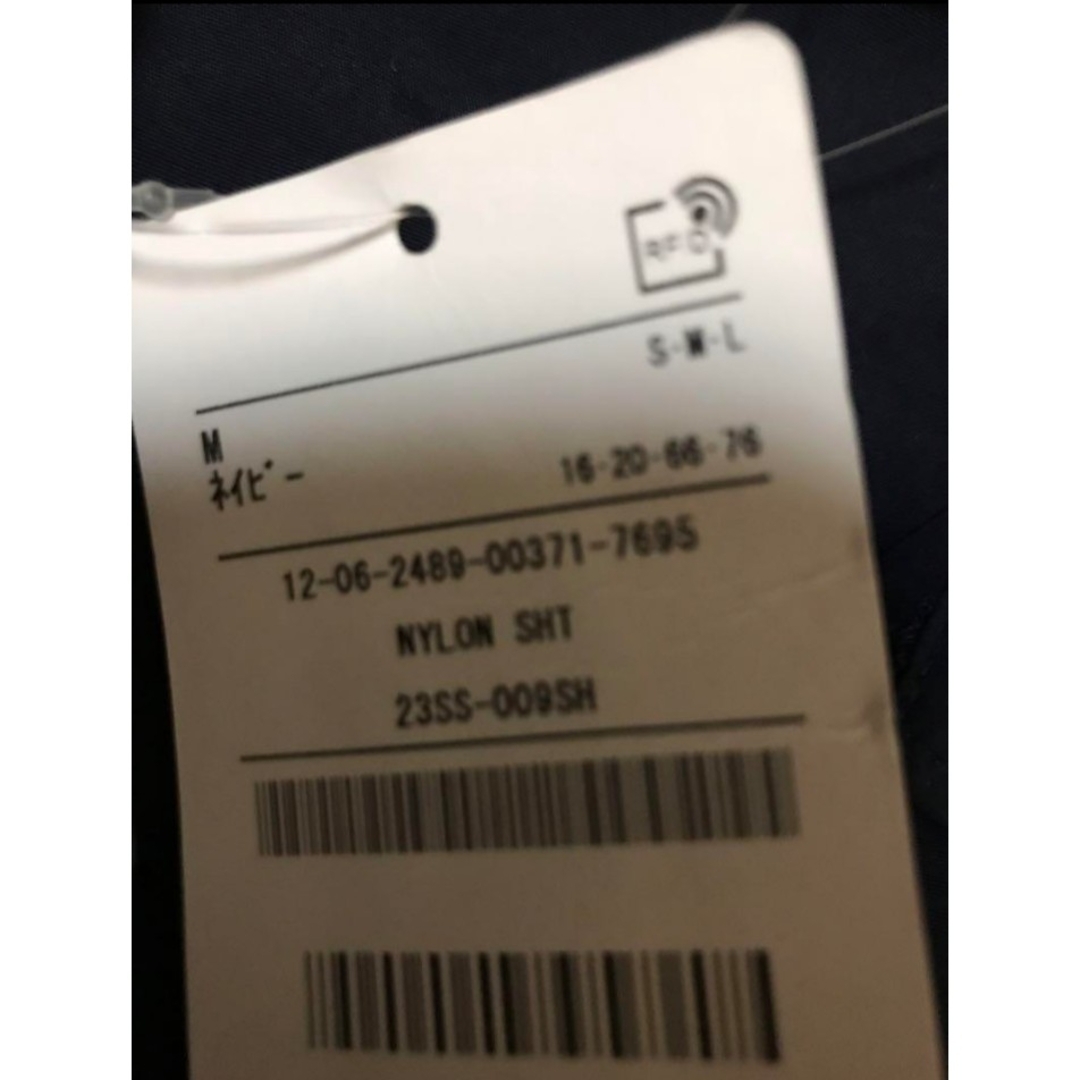 RFID
S-M-L
M
ﾈｲﾋﾞｰ
16-20-66-76
12-06-2489-00371-7695
NYLON SHT
23SS-009SH